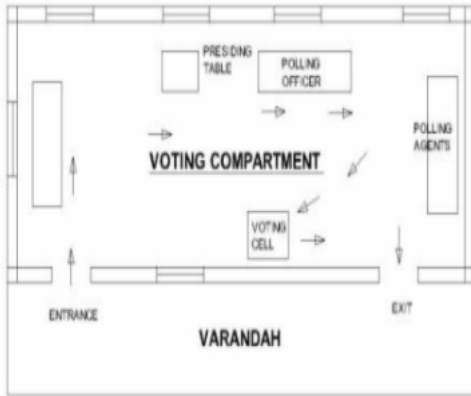 PRESIDING
TABLE
POLLING
OFFICER
POLLING
AGENTS
VOTING COMPARTMENT
VOTING
CELL
ENTRANCE
EXIT
VARANDAH